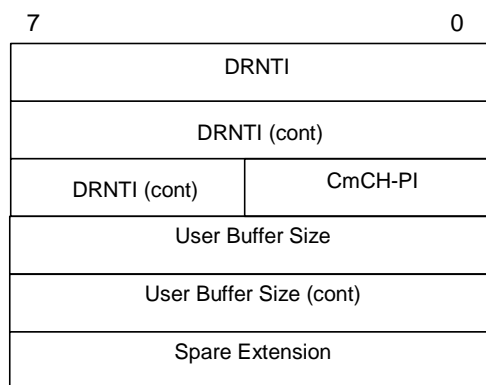 7 0
DRNTI
DRNTI (cont)
DRNTI (cont) CmCH-PI
User Buffer Size
User Buffer Size (cont)
Spare Extension